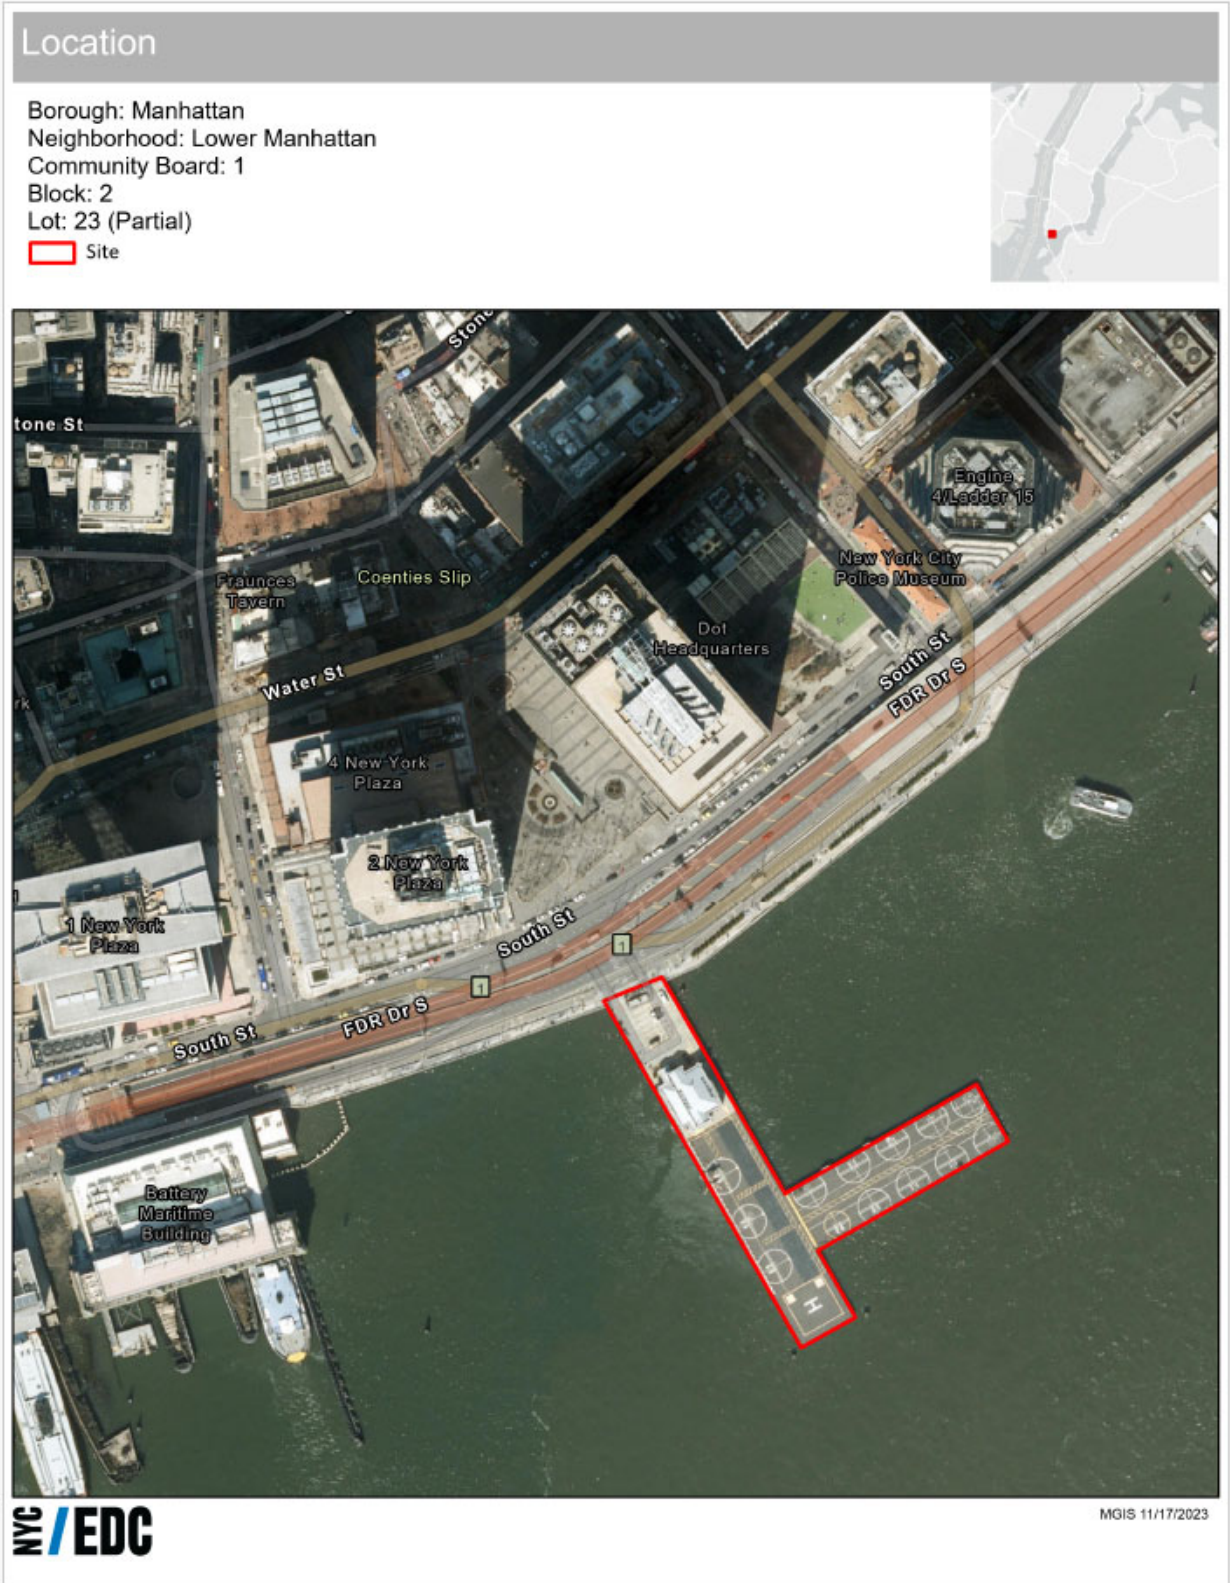 Location
Borough: Manhattan
Neighborhood: Lower Manhattan
Community Board: 1
Block: 2
Lot: 23 (Partial)
Site
Stone
tone St
Engine
4/Ladder 15
New York City
Police Museum
Fraunces
Tavern
Coenties Slip
Dot
Headquarters
South St
FDR Dr S
Water St
rk
4 New York
Plaza
2 New York
Plaza
1 New York
Plaza
South St
1
1
South St
FDR Dr S
Battery
Maritime
Building
H
NYC
EDC
MGIS 11/17/2023